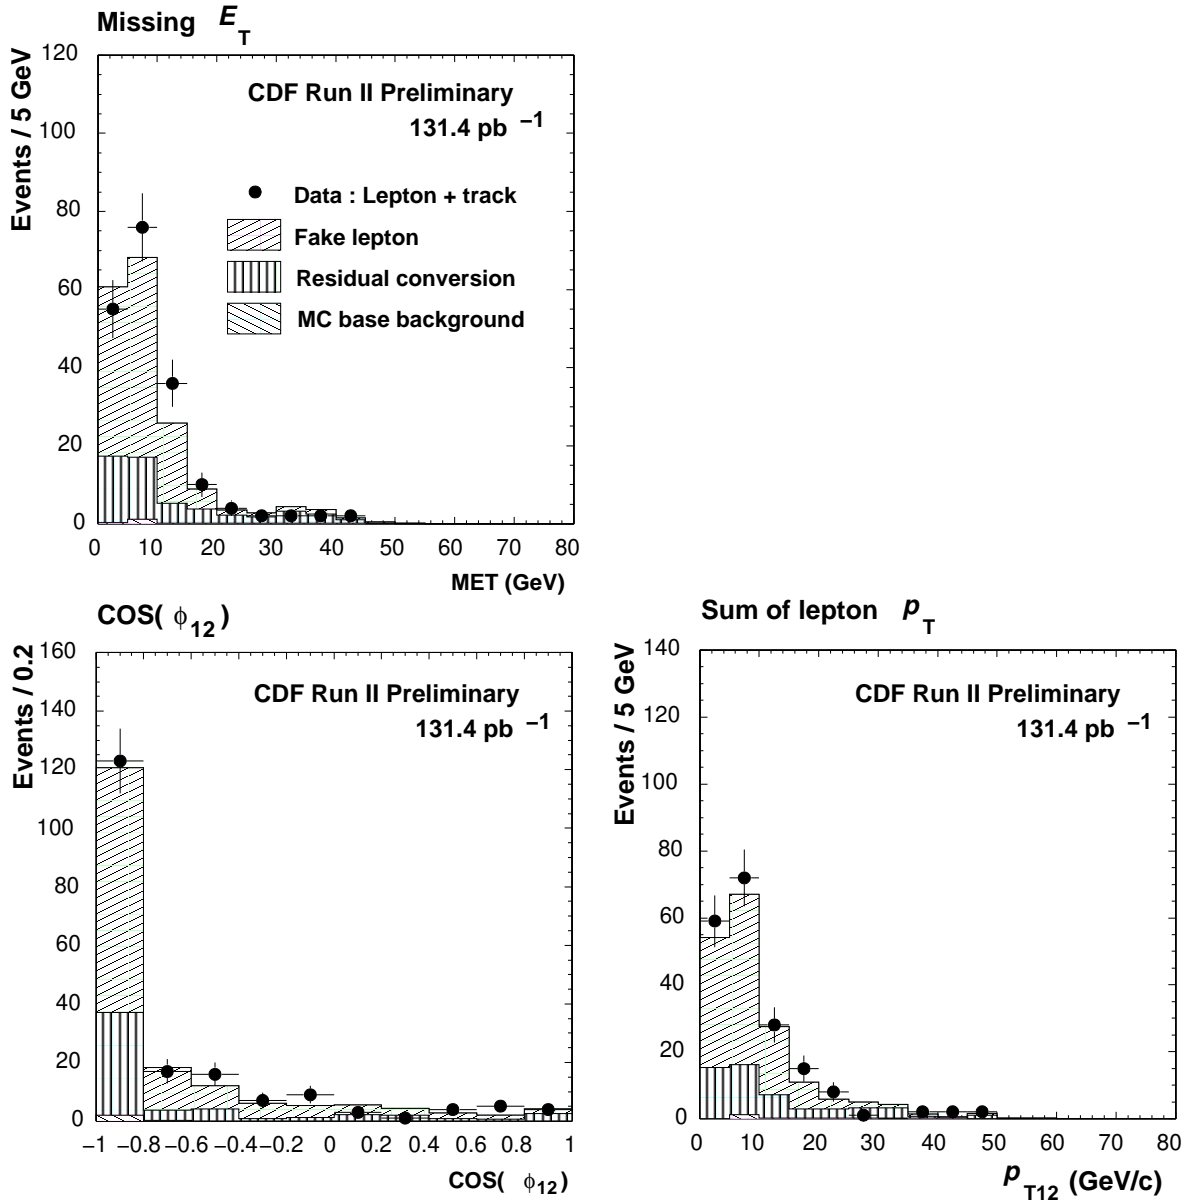 Missing E T
Events / 5 GeV
120
100
80
60
40
20
0
CDF Run II Preliminary
131.4 pb −1
Data : Lepton + track
Fake lepton
Residual conversion
MC base background
0 10 20 30 40 50 60 70 80
MET (GeV)
COS( ϕ12 )
Events / 0.2
160
140
120
100
80
60
40
20
0
CDF Run II Preliminary
131.4 pb −1
−1 −0.8 −0.6 −0.4 −0.2 0 0.2 0.4 0.6 0.8 1
COS( ϕ12 )
Sum of lepton p T
Events / 5 GeV
140
120
100
80
60
40
20
0
CDF Run II Preliminary
131.4 pb −1
0 10 20 30 40 50 60 70 80
p T12 (GeV/c)